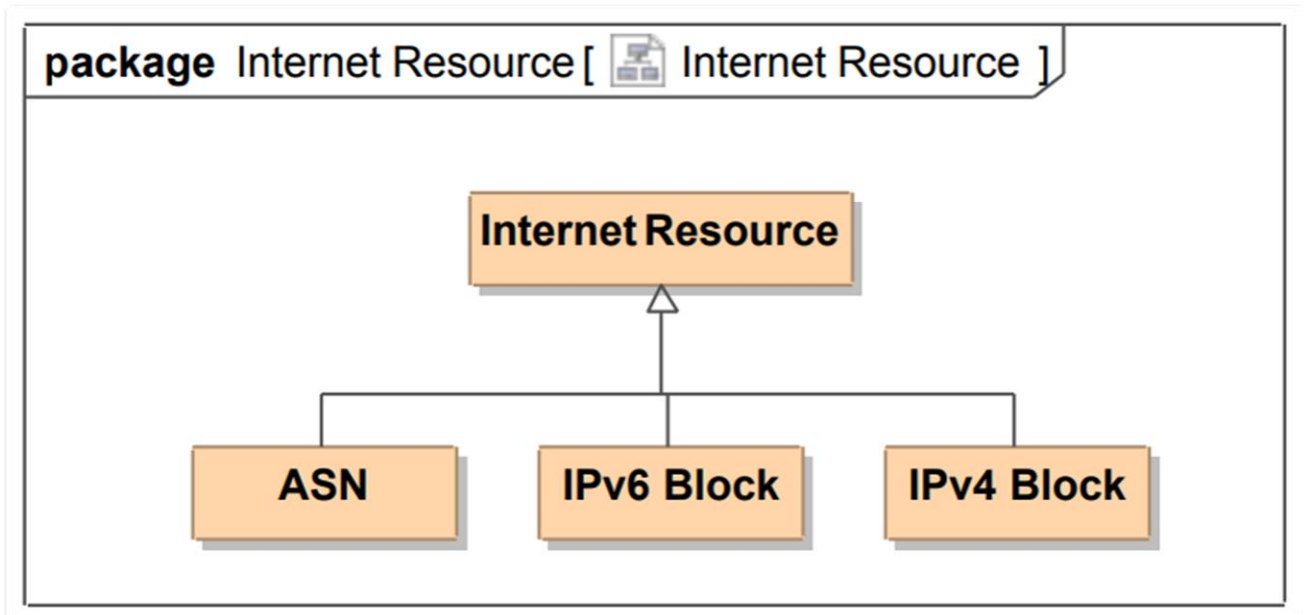 package Internet Resource [ Internet Resource ]
Internet Resource
ASN
IPv6 Block
IPv4 Block